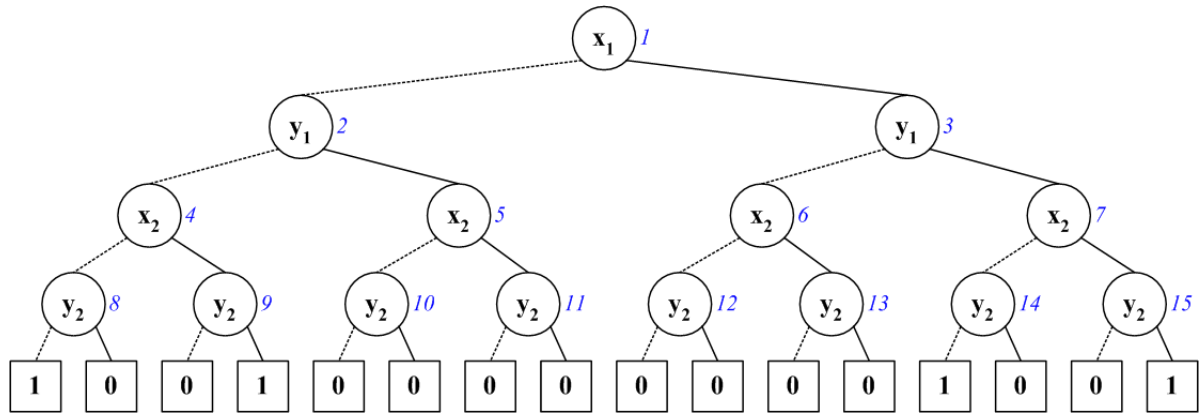 x₁ 1
y₁ 2 y₁ 3
x₂ 4 x₂ 5 x₂ 6 x₂ 7
y₂ 8 y₂ 9 y₂ 10 y₂ 11 y₂ 12 y₂ 13 y₂ 14 y₂ 15
1 0 0 1 0 0 0 0 0 0 0 0 1 0 0 1